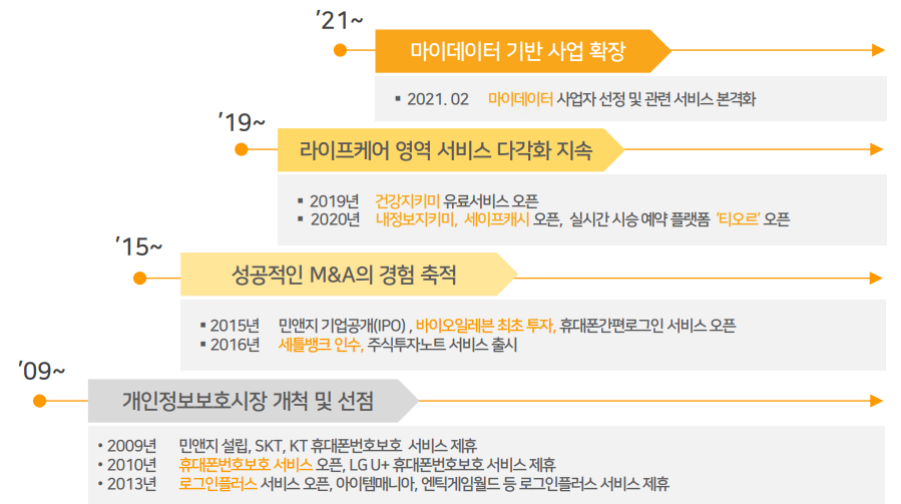 '21~
마이데이터 기반 사업 확장
▪ 2021. 02 마이데이터 사업자 선정 및 관련 서비스 본격화
'19~
라이프케어 영역 서비스 다각화 지속
▪ 2019년 건강지키미 유료서비스 오픈
▪ 2020년 내정보지키미, 세이프캐시 오픈, 실시간 시승 예약 플랫폼 '티오르' 오픈
'15~
성공적인 M&A의 경험 축적
▪ 2015년 민앤지 기업공개(IPO) , 바이오일레븐 최초 투자, 휴대폰간편로그인 서비스 오픈
▪ 2016년 세틀뱅크 인수, 주식투자노트 서비스 출시
'09~
개인정보보호시장 개척 및 선점
• 2009년 민앤지 설립, SKT, KT 휴대폰번호보호 서비스 제휴
• 2010년 휴대폰번호보호 서비스 오픈, LG U+ 휴대폰번호보호 서비스 제휴
• 2013년 로그인플러스 서비스 오픈, 아이템매니아, 엔틱게임월드 등 로그인플러스 서비스 제휴